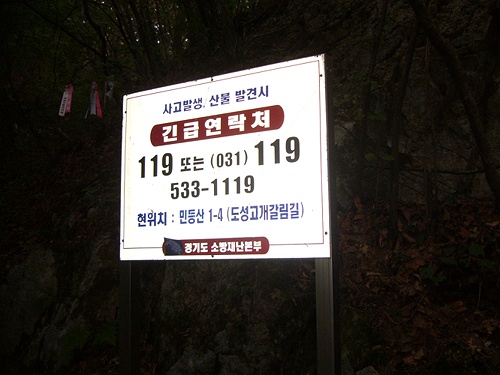 사고발생, 산불 발견시
긴급연락처
119 또는 (031) 119
533-1119
현위치 : 민등산 1-4 (도성고개갈림길)
경기도 소방재난본부